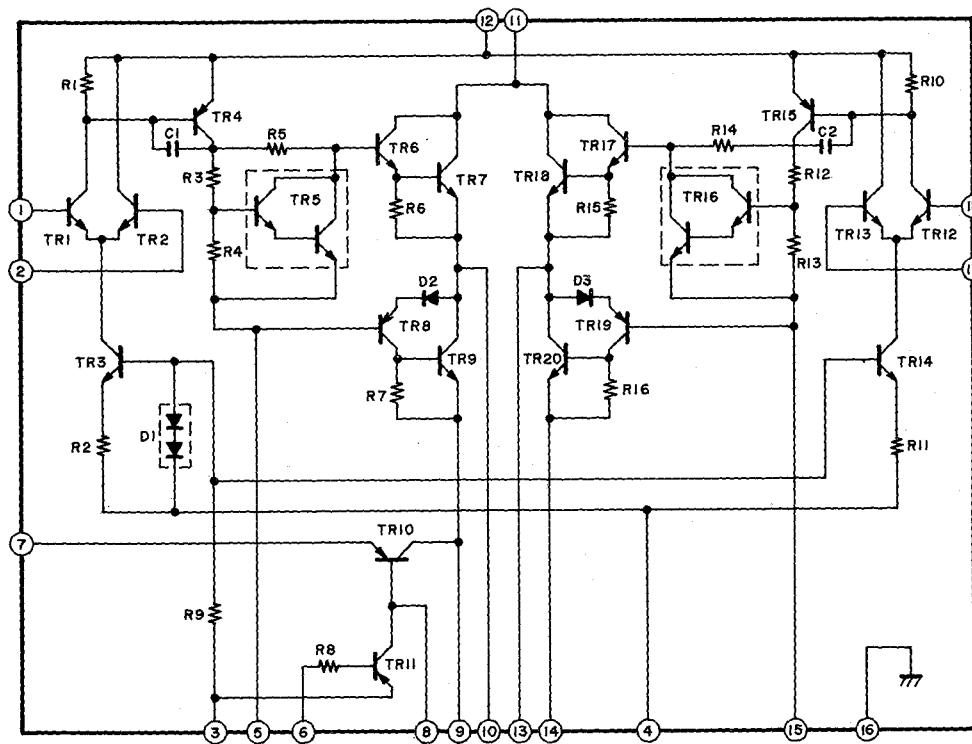 12 11
R1 R10
TR4 TR15
C1 R5 R14 C2
TR6 TR17
R3 TR5 TR7 TR18 TR16 R12
1 R6 R15
TR1 TR2 TR13 TR12
R4 R13
2
D2 D3
TR8 TR19
TR3 TR9 TR20 TR14
R7 R16
R2 D1 R11
TR10
7
R9
R8
TR11
3 5 6 8 9 10 13 14 4 15 16